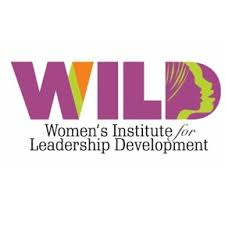 WILD
Women's Institute for
Leadership Development